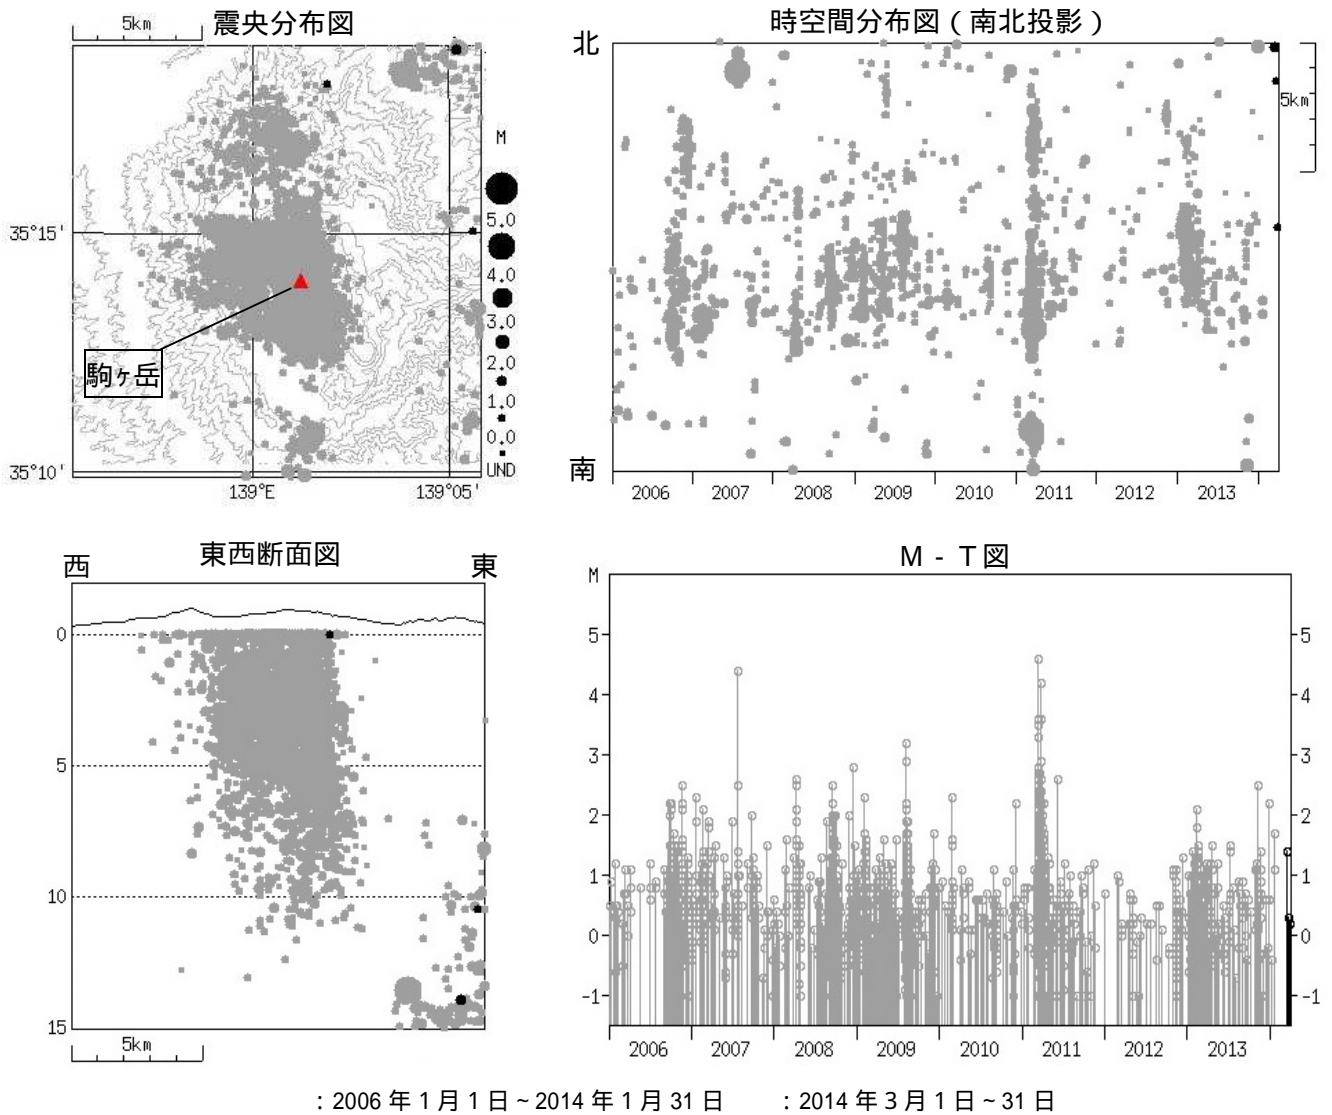 震央分布図
5km
M
5.0
4.0
3.0
2.0
1.0
0.0
UND
35°15'
35°10'
139°E
139°05'
駒ヶ岳
時空間分布図(南北投影)
北
南
5km
2006 2007 2008 2009 2010 2011 2012 2013
東西断面図
西
東
0
5
10
15
5km
M - T図
M
5 5
4 4
3 3
2 2
1 1
0 0
-1 -1
2006 2007 2008 2009 2010 2011 2012 2013
:2006 年 1 月 1 日 ~ 2014 年 1 月 31 日 :2014 年 3 月 1 日 ~ 31 日